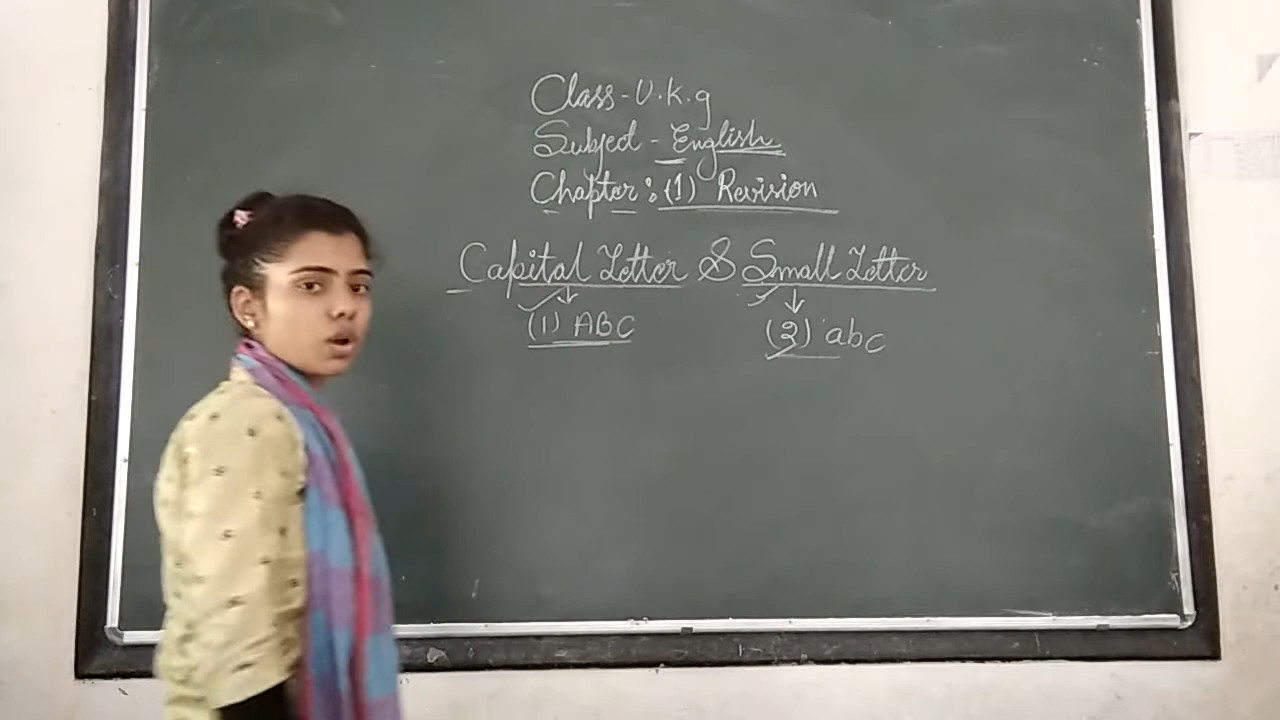 Class - U.K.g
Subject - English
Chapter : (1) Revision
Capital Letter & Small Letter
(1) ABC (2) abc